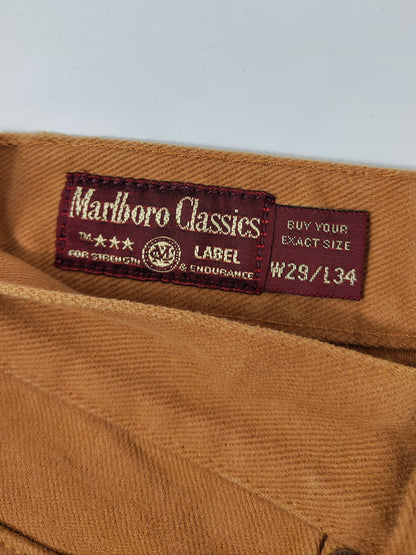 Marlboro Classics
TM ★★★ LABEL
FOR STRENGTH & ENDURANCE
BUY YOUR
EXACT SIZE
W29/L34